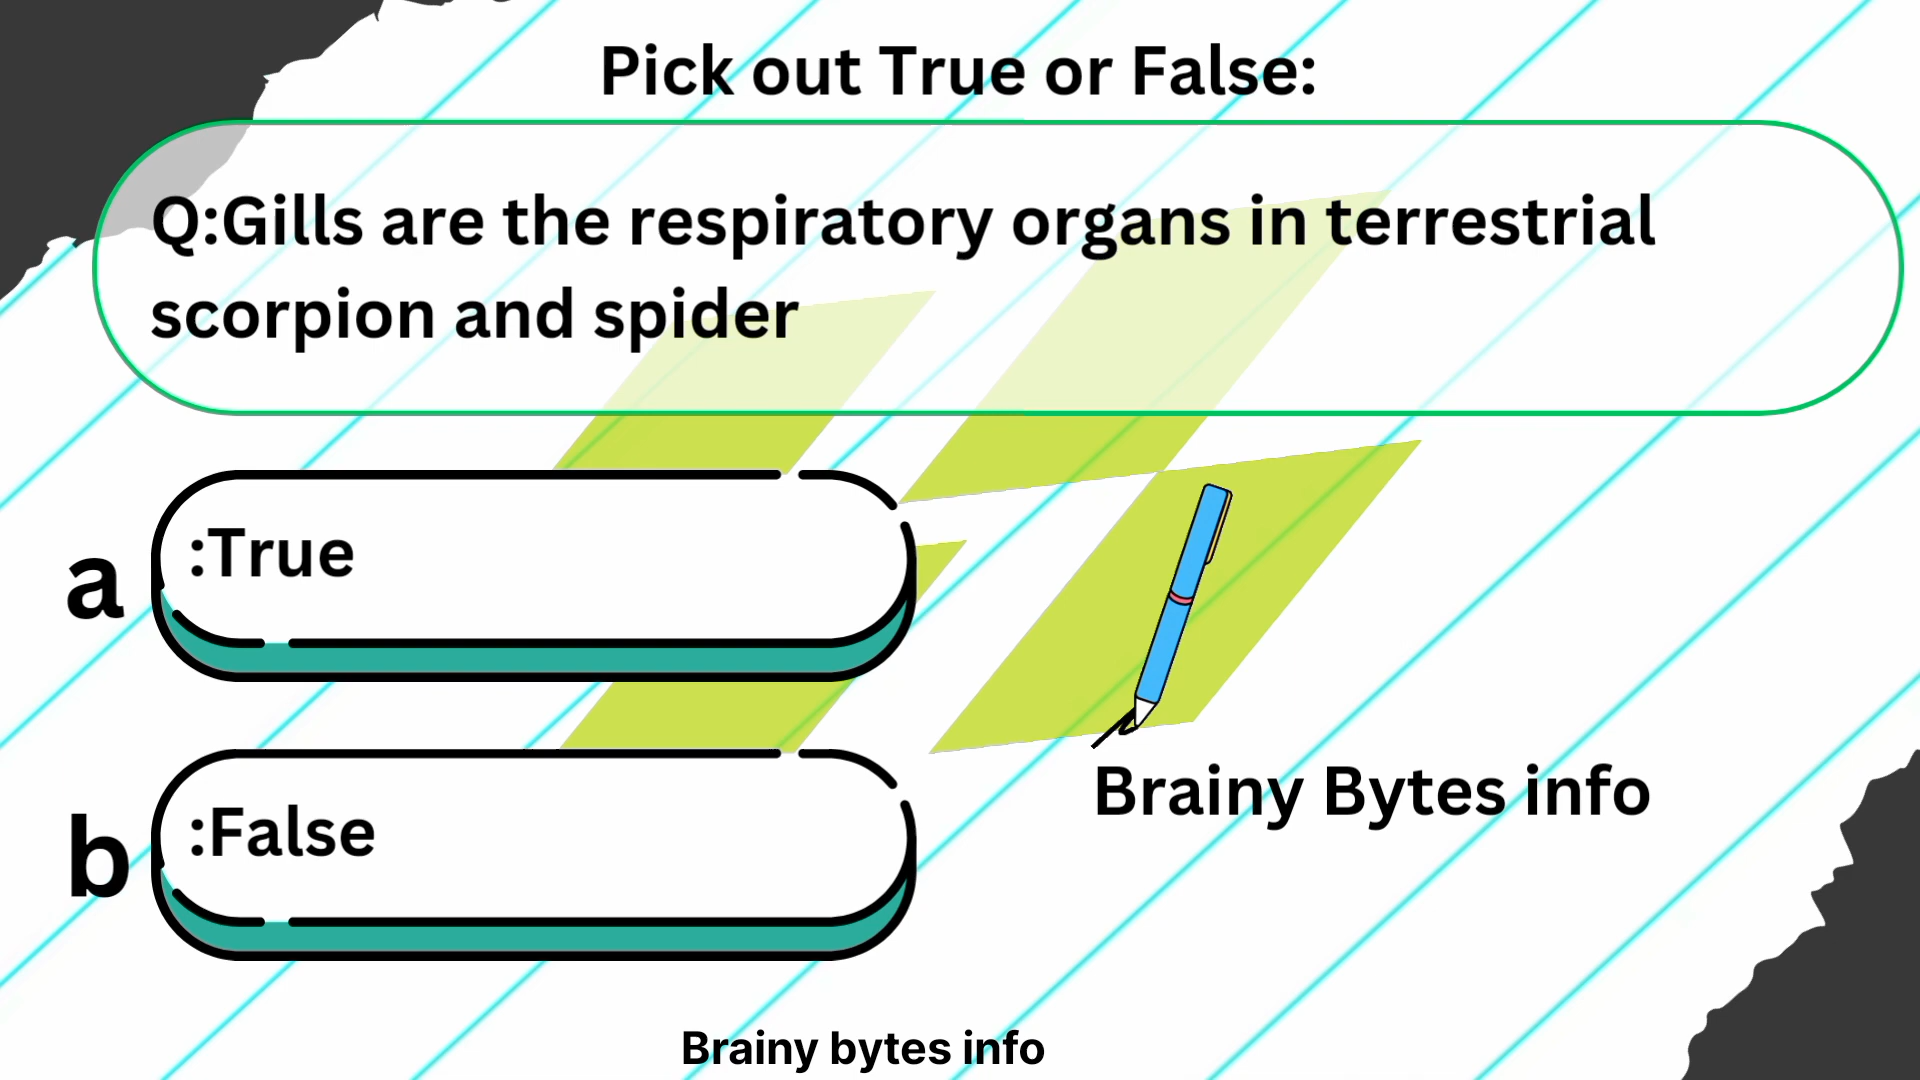 Pick out True or False:
Q:Gills are the respiratory organs in terrestrial
scorpion and spider
a :True
b :False
Brainy Bytes info
Brainy bytes info